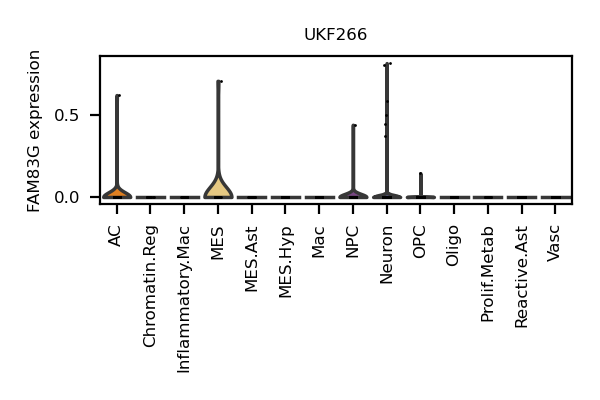 UKF266
FAM83G expression
0.5
0.0
AC
Chromatin.Reg
Inflammatory.Mac
MES
MES.Ast
MES.Hyp
Mac
NPC
Neuron
OPC
Oligo
Prolif.Metab
Reactive.Ast
Vasc